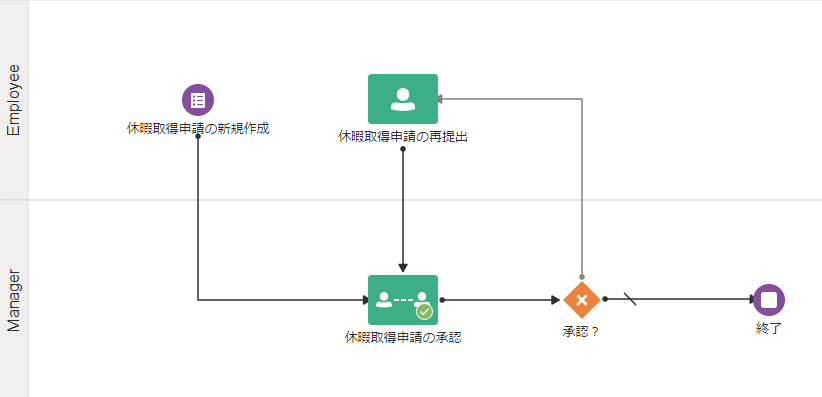 Employee
休暇取得申請の新規作成
休暇取得申請の再提出
Manager
休暇取得申請の承認
承認？
終了